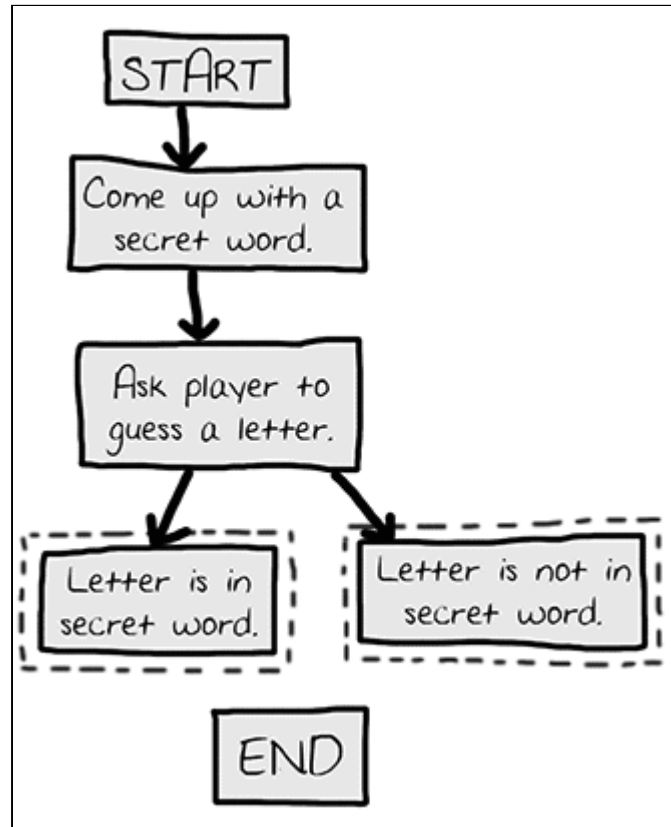 START
Come up with a
secret word.
Ask player to
guess a letter.
Letter is in
secret word.
Letter is not in
secret word.
END